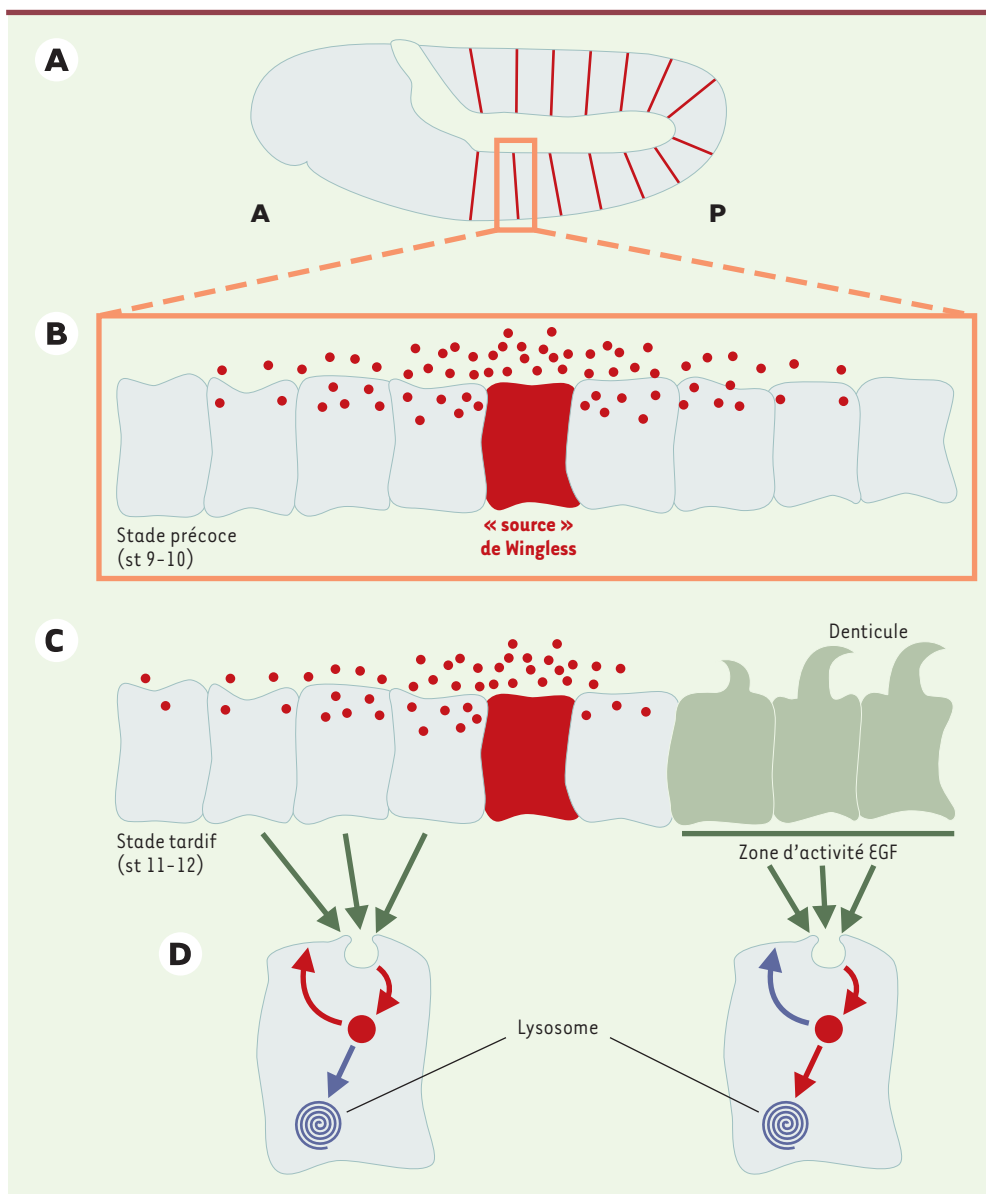 A
A
P
B
Stade précoce
(st 9-10)
« source »
de Wingless
C
Denticule
Stade tardif
(st 11-12)
Zone d'activité EGF
D
Lysosome